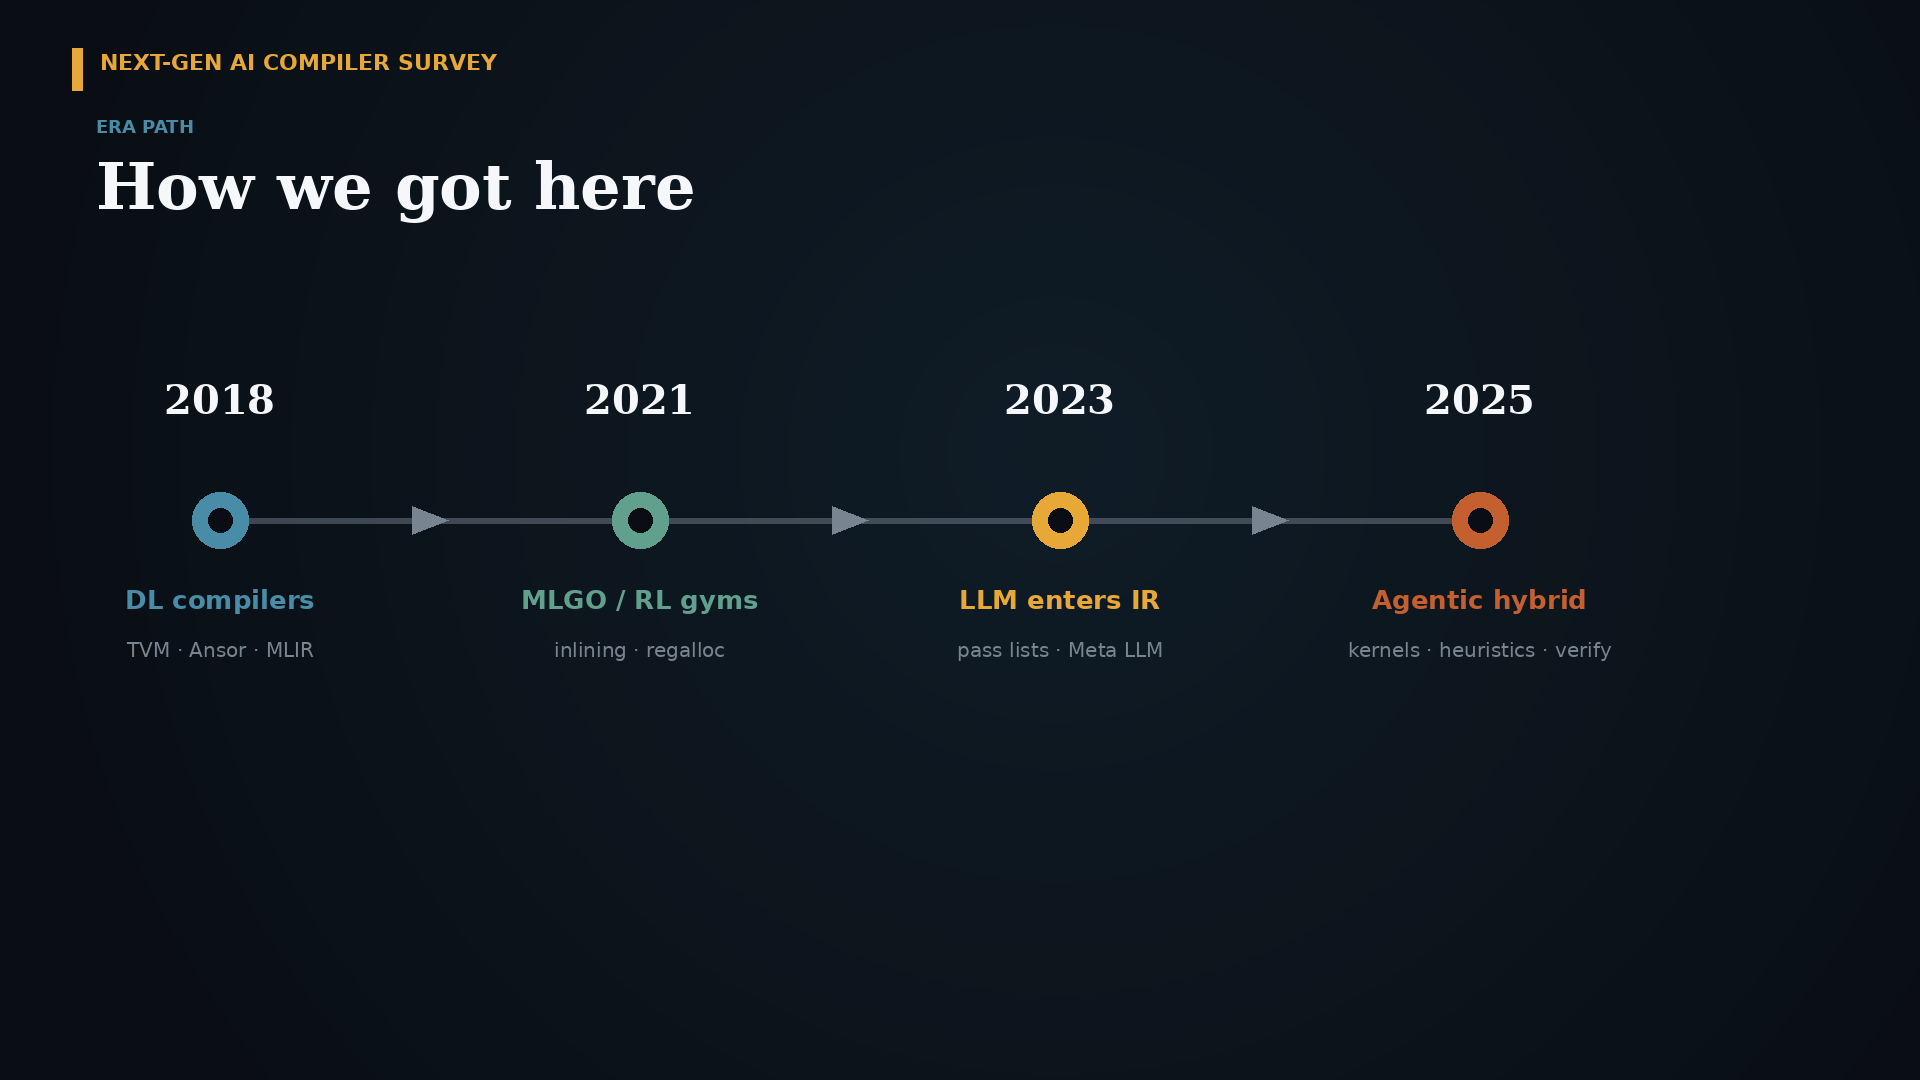 NEXT-GEN AI COMPILER SURVEY
ERA PATH
How we got here
2018
2021
2023
2025
DL compilers
MLGO / RL gyms
LLM enters IR
Agentic hybrid
TVM · Ansor · MLIR
inlining · regalloc
pass lists · Meta LLM
kernels · heuristics · verify